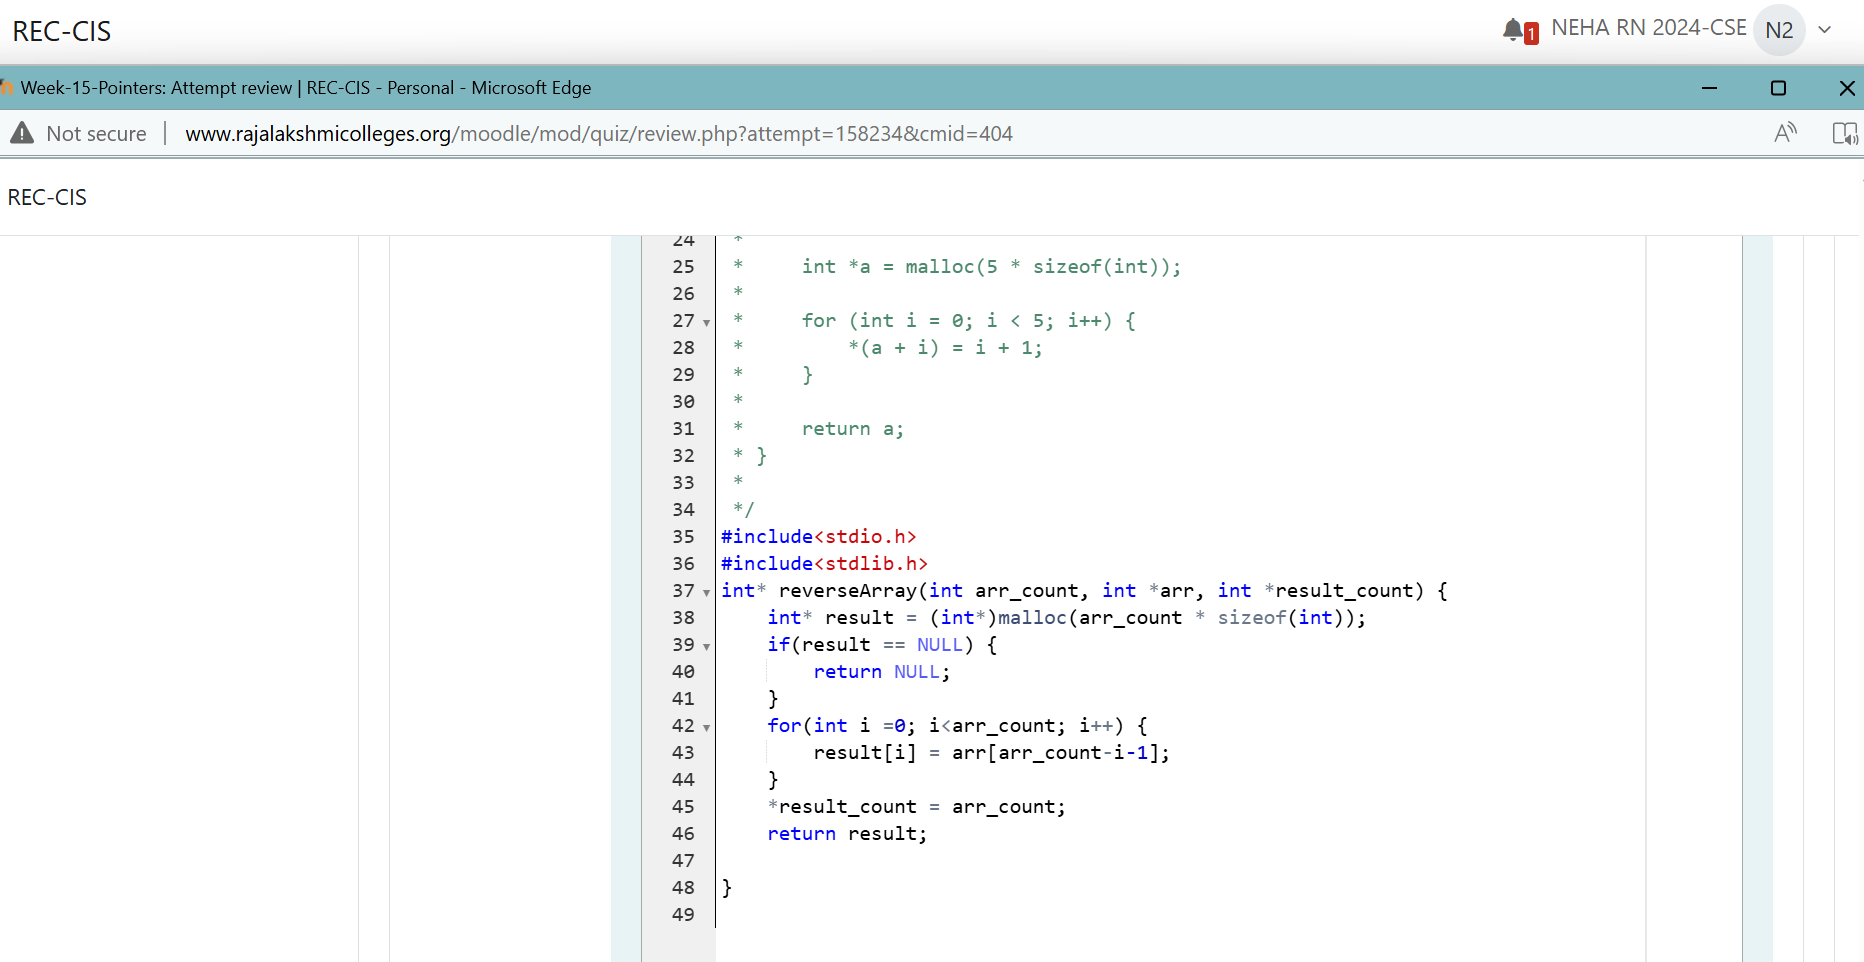 REC-CIS
1 NEHA RN 2024-CSE N2
Week-15-Pointers: Attempt review | REC-CIS - Personal - Microsoft Edge
Not secure | www.rajalakshmicolleges.org/moodle/mod/quiz/review.php?attempt=158234&cmid=404
REC-CIS
24 *
25 *     int *a = malloc(5 * sizeof(int));
26 *
27 *     for (int i = 0; i < 5; i++) {
28 *         *(a + i) = i + 1;
29 *     }
30 *
31 *     return a;
32 * }
33 *
34 */
35 #include<stdio.h>
36 #include<stdlib.h>
37 int* reverseArray(int arr_count, int *arr, int *result_count) {
38     int* result = (int*)malloc(arr_count * sizeof(int));
39     if(result == NULL) {
40         return NULL;
41     }
42     for(int i =0; i<arr_count; i++) {
43         result[i] = arr[arr_count-i-1];
44     }
45     *result_count = arr_count;
46     return result;
47
48 }
49